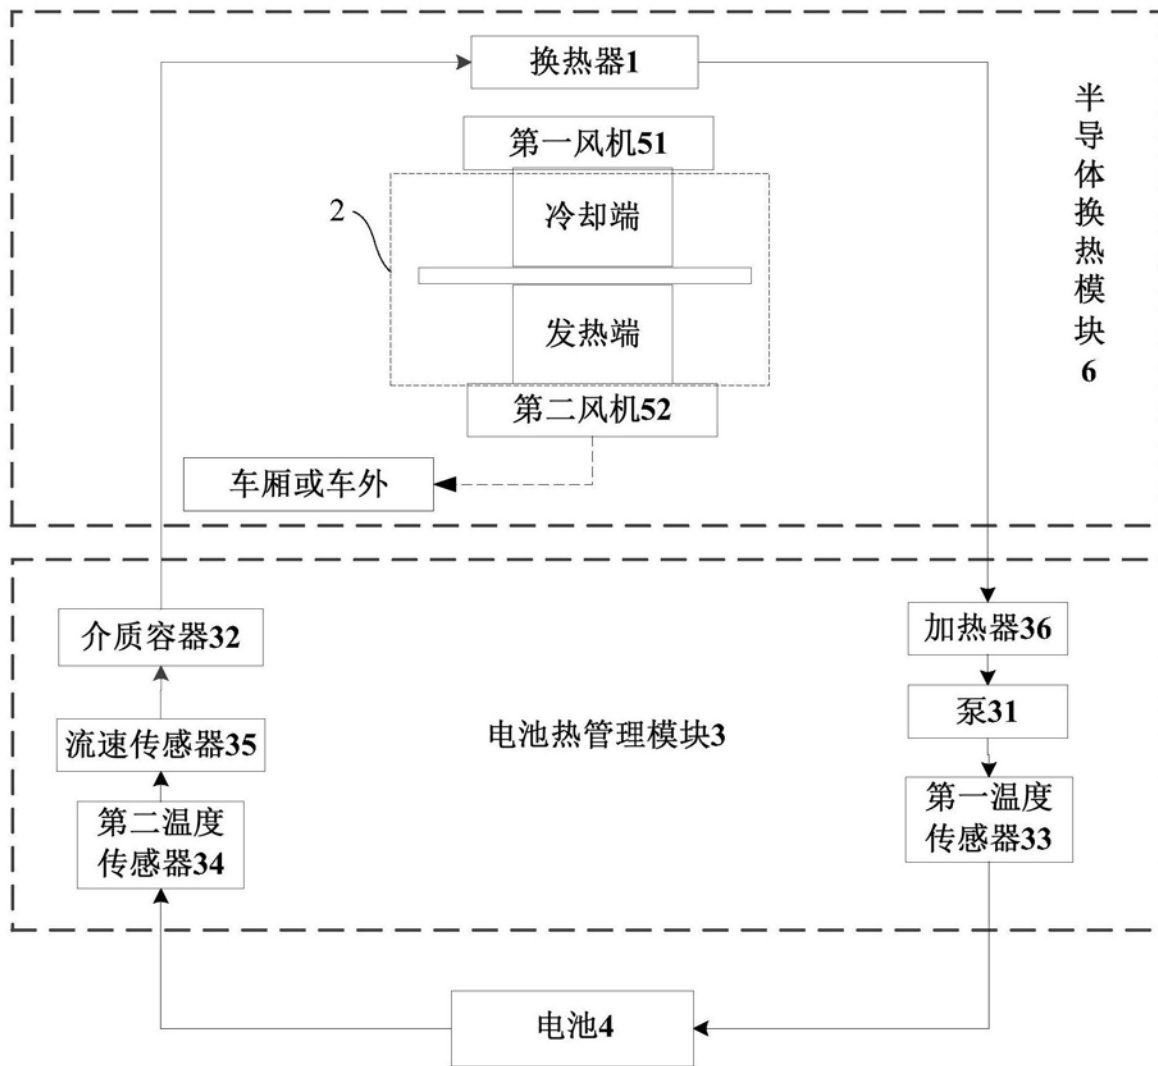 换热器1
第一风机51
2
冷却端
发热端
第二风机52
车厢或车外
半
导
体
换
热
模
块
6
介质容器32
加热器36
泵31
流速传感器35
电池热管理模块3
第二温度
传感器34
第一温度
传感器33
电池4